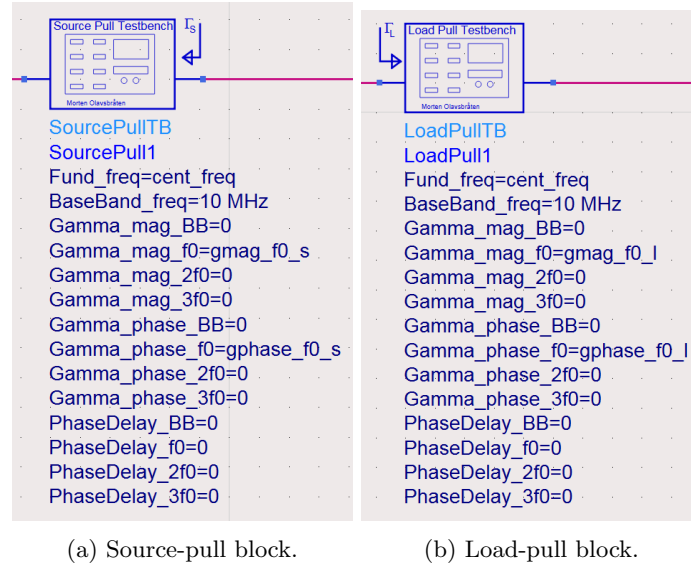 Source Pull Testbench
Γ_S
Morten Olavsbråten
SourcePullTB
SourcePull1
Fund_freq=cent_freq
BaseBand_freq=10 MHz
Gamma_mag_BB=0
Gamma_mag_f0=gmag_f0_s
Gamma_mag_2f0=0
Gamma_mag_3f0=0
Gamma_phase_BB=0
Gamma_phase_f0=gphase_f0_s
Gamma_phase_2f0=0
Gamma_phase_3f0=0
PhaseDelay_BB=0
PhaseDelay_f0=0
PhaseDelay_2f0=0
PhaseDelay_3f0=0
(a) Source-pull block.
Γ_L
Load Pull Testbench
Morten Olavsbråten
LoadPullTB
LoadPull1
Fund_freq=cent_freq
BaseBand_freq=10 MHz
Gamma_mag_BB=0
Gamma_mag_f0=gmag_f0_l
Gamma_mag_2f0=0
Gamma_mag_3f0=0
Gamma_phase_BB=0
Gamma_phase_f0=gphase_f0_l
Gamma_phase_2f0=0
Gamma_phase_3f0=0
PhaseDelay_BB=0
PhaseDelay_f0=0
PhaseDelay_2f0=0
PhaseDelay_3f0=0
(b) Load-pull block.